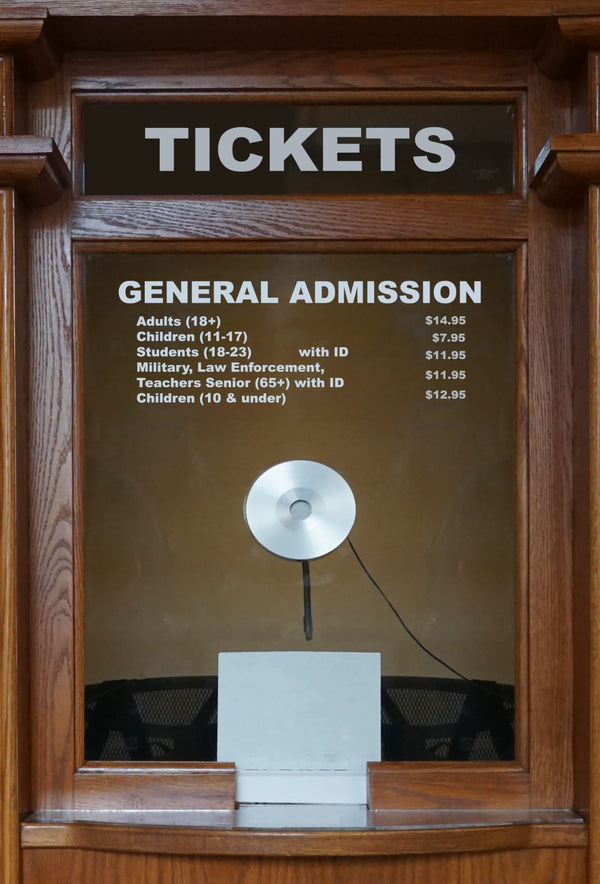 TICKETS
GENERAL ADMISSION
Adults (18+) $14.95
Children (11-17) $7.95
Students (18-23) with ID $11.95
Military, Law Enforcement,
Teachers Senior (65+) with ID $11.95
Children (10 & under) $12.95